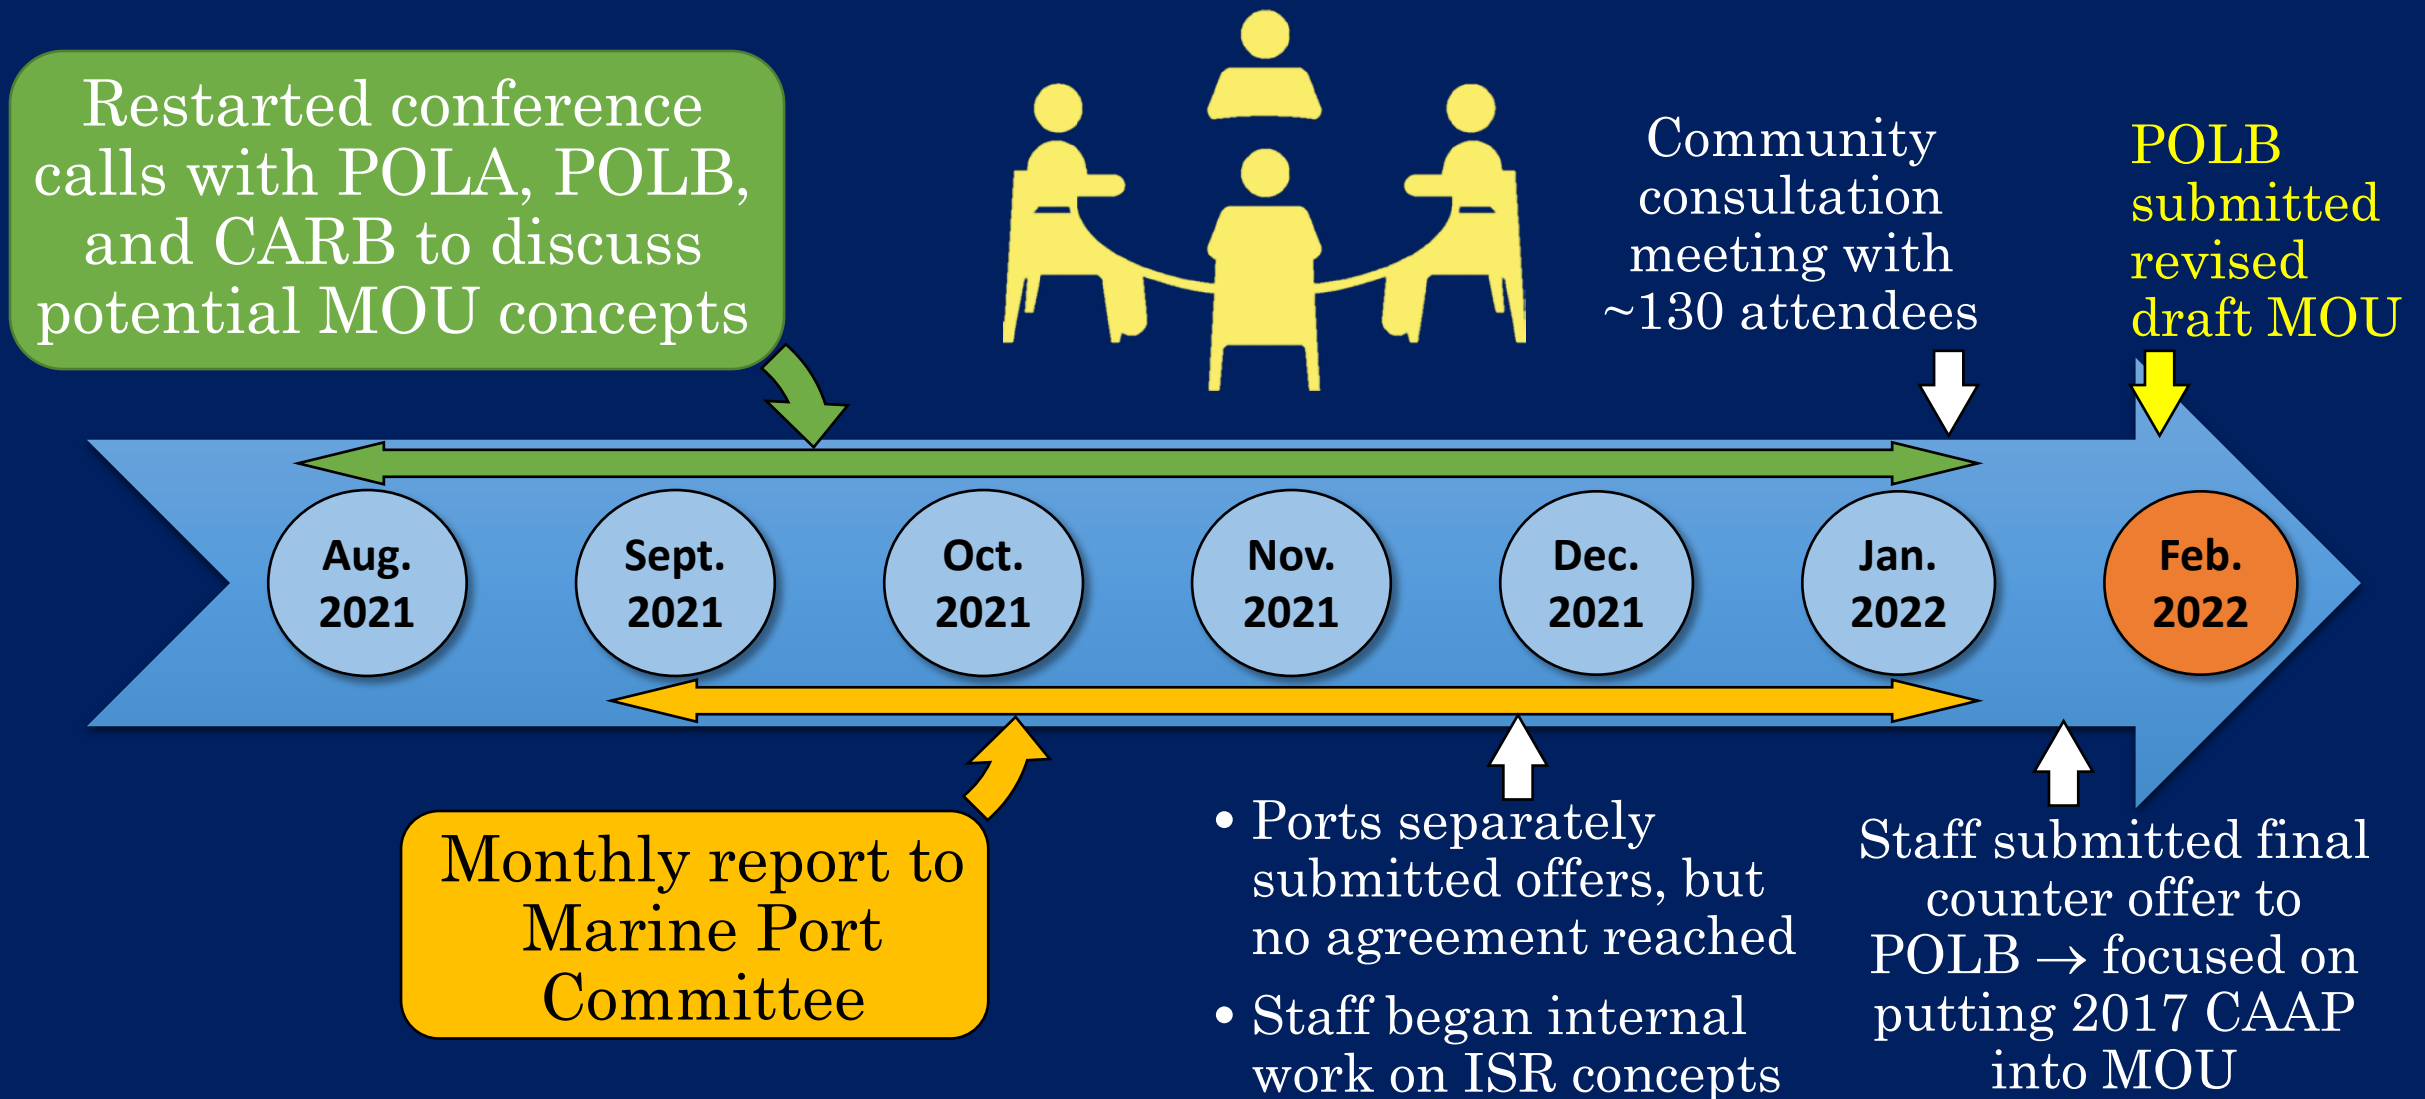 Restarted conference
calls with POLA, POLB,
and CARB to discuss
potential MOU concepts
Community
consultation
meeting with
~130 attendees
POLB
submitted
revised
draft MOU
Aug.
2021
Sept.
2021
Oct.
2021
Nov.
2021
Dec.
2021
Jan.
2022
Feb.
2022
Monthly report to
Marine Port
Committee
• Ports separately
submitted offers, but
no agreement reached
• Staff began internal
work on ISR concepts
Staff submitted final
counter offer to
POLB → focused on
putting 2017 CAAP
into MOU